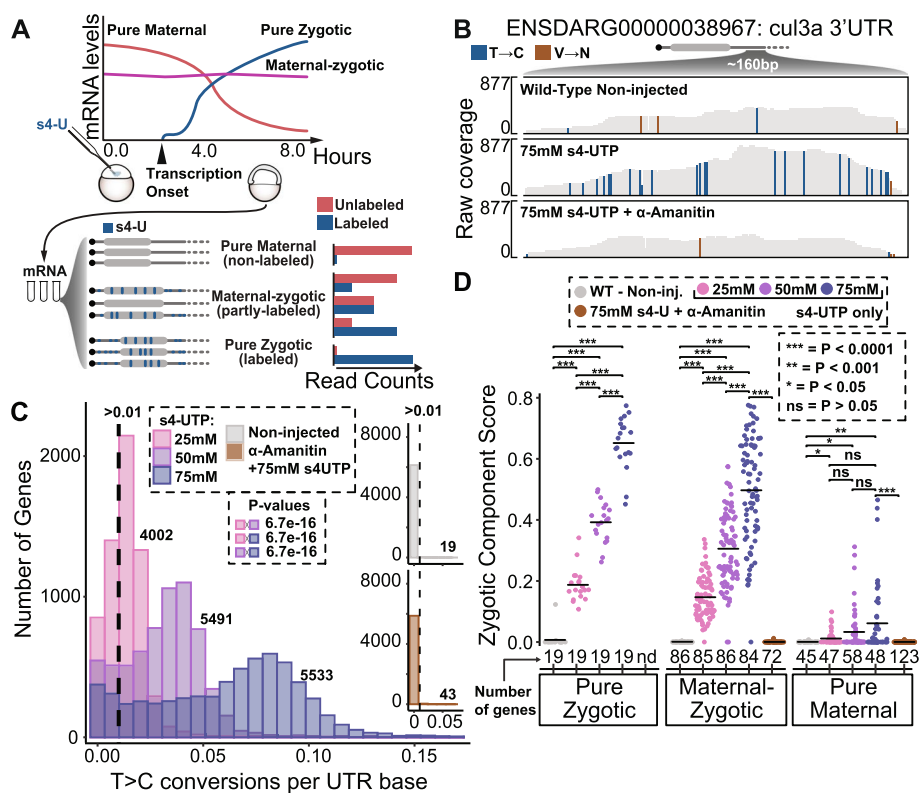 A
mRNA levels
Pure Maternal
Pure Zygotic
Maternal-zygotic
s4-U
0.0
4.0
8.0
Hours
Transcription
Onset
s4-U
mRNA
Unlabeled
Labeled
Pure Maternal
(non-labeled)
Maternal-zygotic
(partly-labeled)
Pure Zygotic
(labeled)
Read Counts
B
ENSDARG00000038967: cul3a 3’UTR
T→C
V→N
~160bp
Raw coverage
877
Wild-Type Non-injected
0
877
75mM s4-UTP
0
877
75mM s4-UTP + α-Amanitin
0
C
>0.01
s4-UTP:
25mM
50mM
75mM
Non-injected
α-Amanitin
+75mM s4UTP
P-values
6.7e-16
6.7e-16
6.7e-16
4002
5491
5533
Number of Genes
2000
1000
0
0.00
0.05
0.10
0.15
T>C conversions per UTR base
>0.01
8000
4000
0
19
8000
4000
0
43
0
0.05
D
WT - Non-inj.
25mM
50mM
75mM
75mM s4-U + α-Amanitin
s4-UTP only
*** = P < 0.0001
** = P < 0.001
* = P < 0.05
ns = P > 0.05
Zygotic Component Score
0.8
0.6
0.4
0.2
0.0
***
***
***
***
***
***
***
***
***
***
***
***
***
**
*
*
ns
ns
ns
***
Number
of genes
19 19 19 19 nd
86 85 86 84 72
45 47 58 48 123
Pure
Zygotic
Maternal-
Zygotic
Pure
Maternal